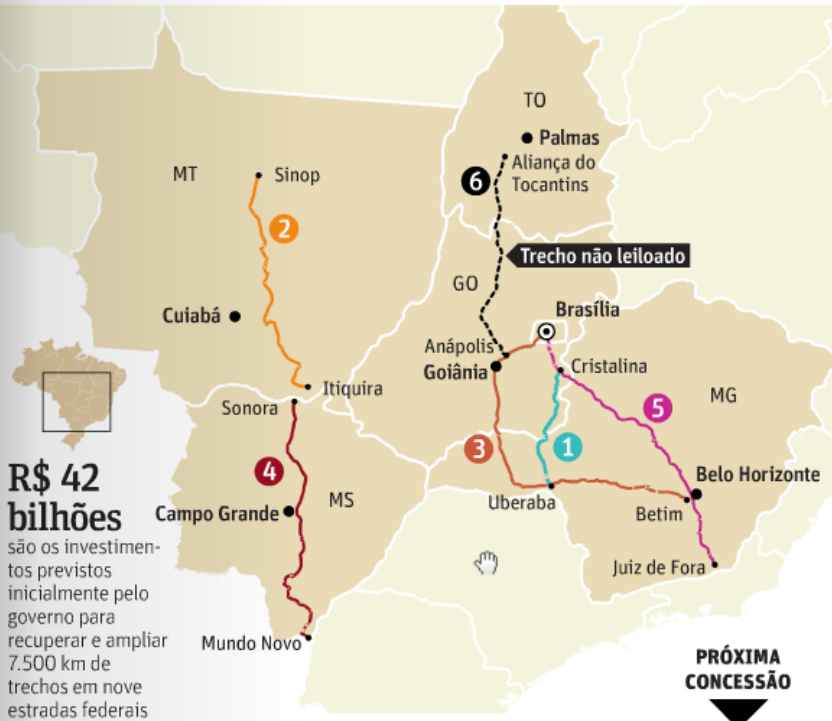 TO
Palmas
Aliança do
Tocantins
6
MT
Sinop
2
Trecho não leiloado
GO
Cuiabá
Brasília
Anápolis
Goiânia
Cristalina
Itiquira
Sonora
MG
5
3
1
4
MS
Uberaba
Belo Horizonte
Betim
Campo Grande
Juiz de Fora
Mundo Novo
R$ 42
bilhões
são os investimen-
tos previstos
inicialmente pelo
governo para
recuperar e ampliar
7.500 km de
trechos em nove
estradas federais
PRÓXIMA
CONCESSÃO